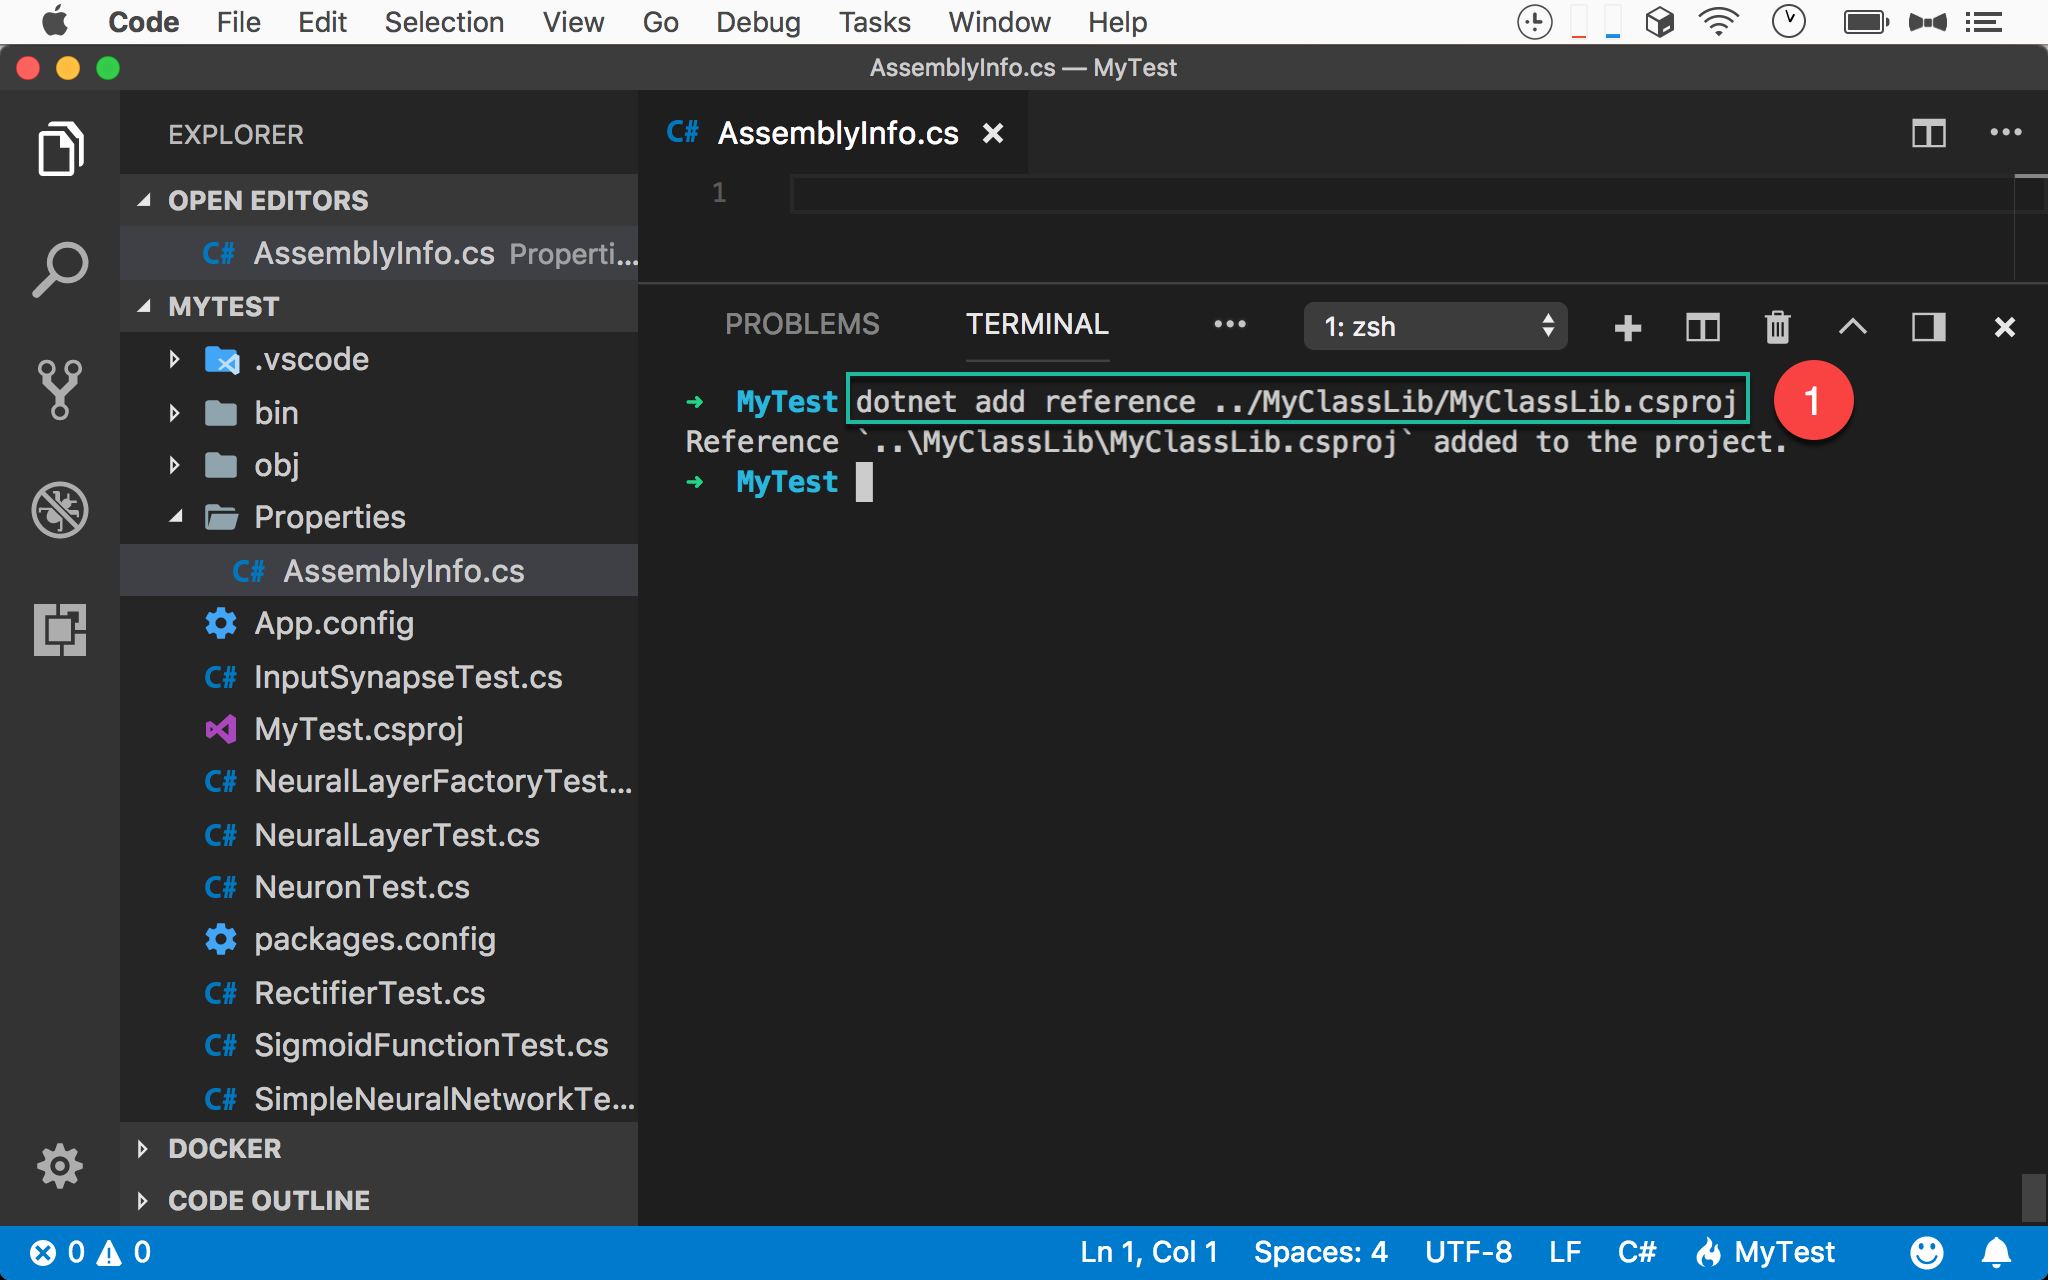 Code File Edit Selection View Go Debug Tasks Window Help
AssemblyInfo.cs — MyTest
EXPLORER
OPEN EDITORS
C# AssemblyInfo.cs Properti...
MYTEST
.vscode
bin
obj
Properties
C# AssemblyInfo.cs
App.config
C# InputSynapseTest.cs
MyTest.csproj
C# NeuralLayerFactoryTest...
C# NeuralLayerTest.cs
C# NeuronTest.cs
packages.config
C# RectifierTest.cs
C# SigmoidFunctionTest.cs
C# SimpleNeuralNetworkTe...
DOCKER
CODE OUTLINE
C# AssemblyInfo.cs
1
PROBLEMS TERMINAL ... 1: zsh
➜ MyTest dotnet add reference ../MyClassLib/MyClassLib.csproj 1
Reference `..\MyClassLib\MyClassLib.csproj` added to the project.
➜ MyTest
0 0 Ln 1, Col 1 Spaces: 4 UTF-8 LF C# MyTest